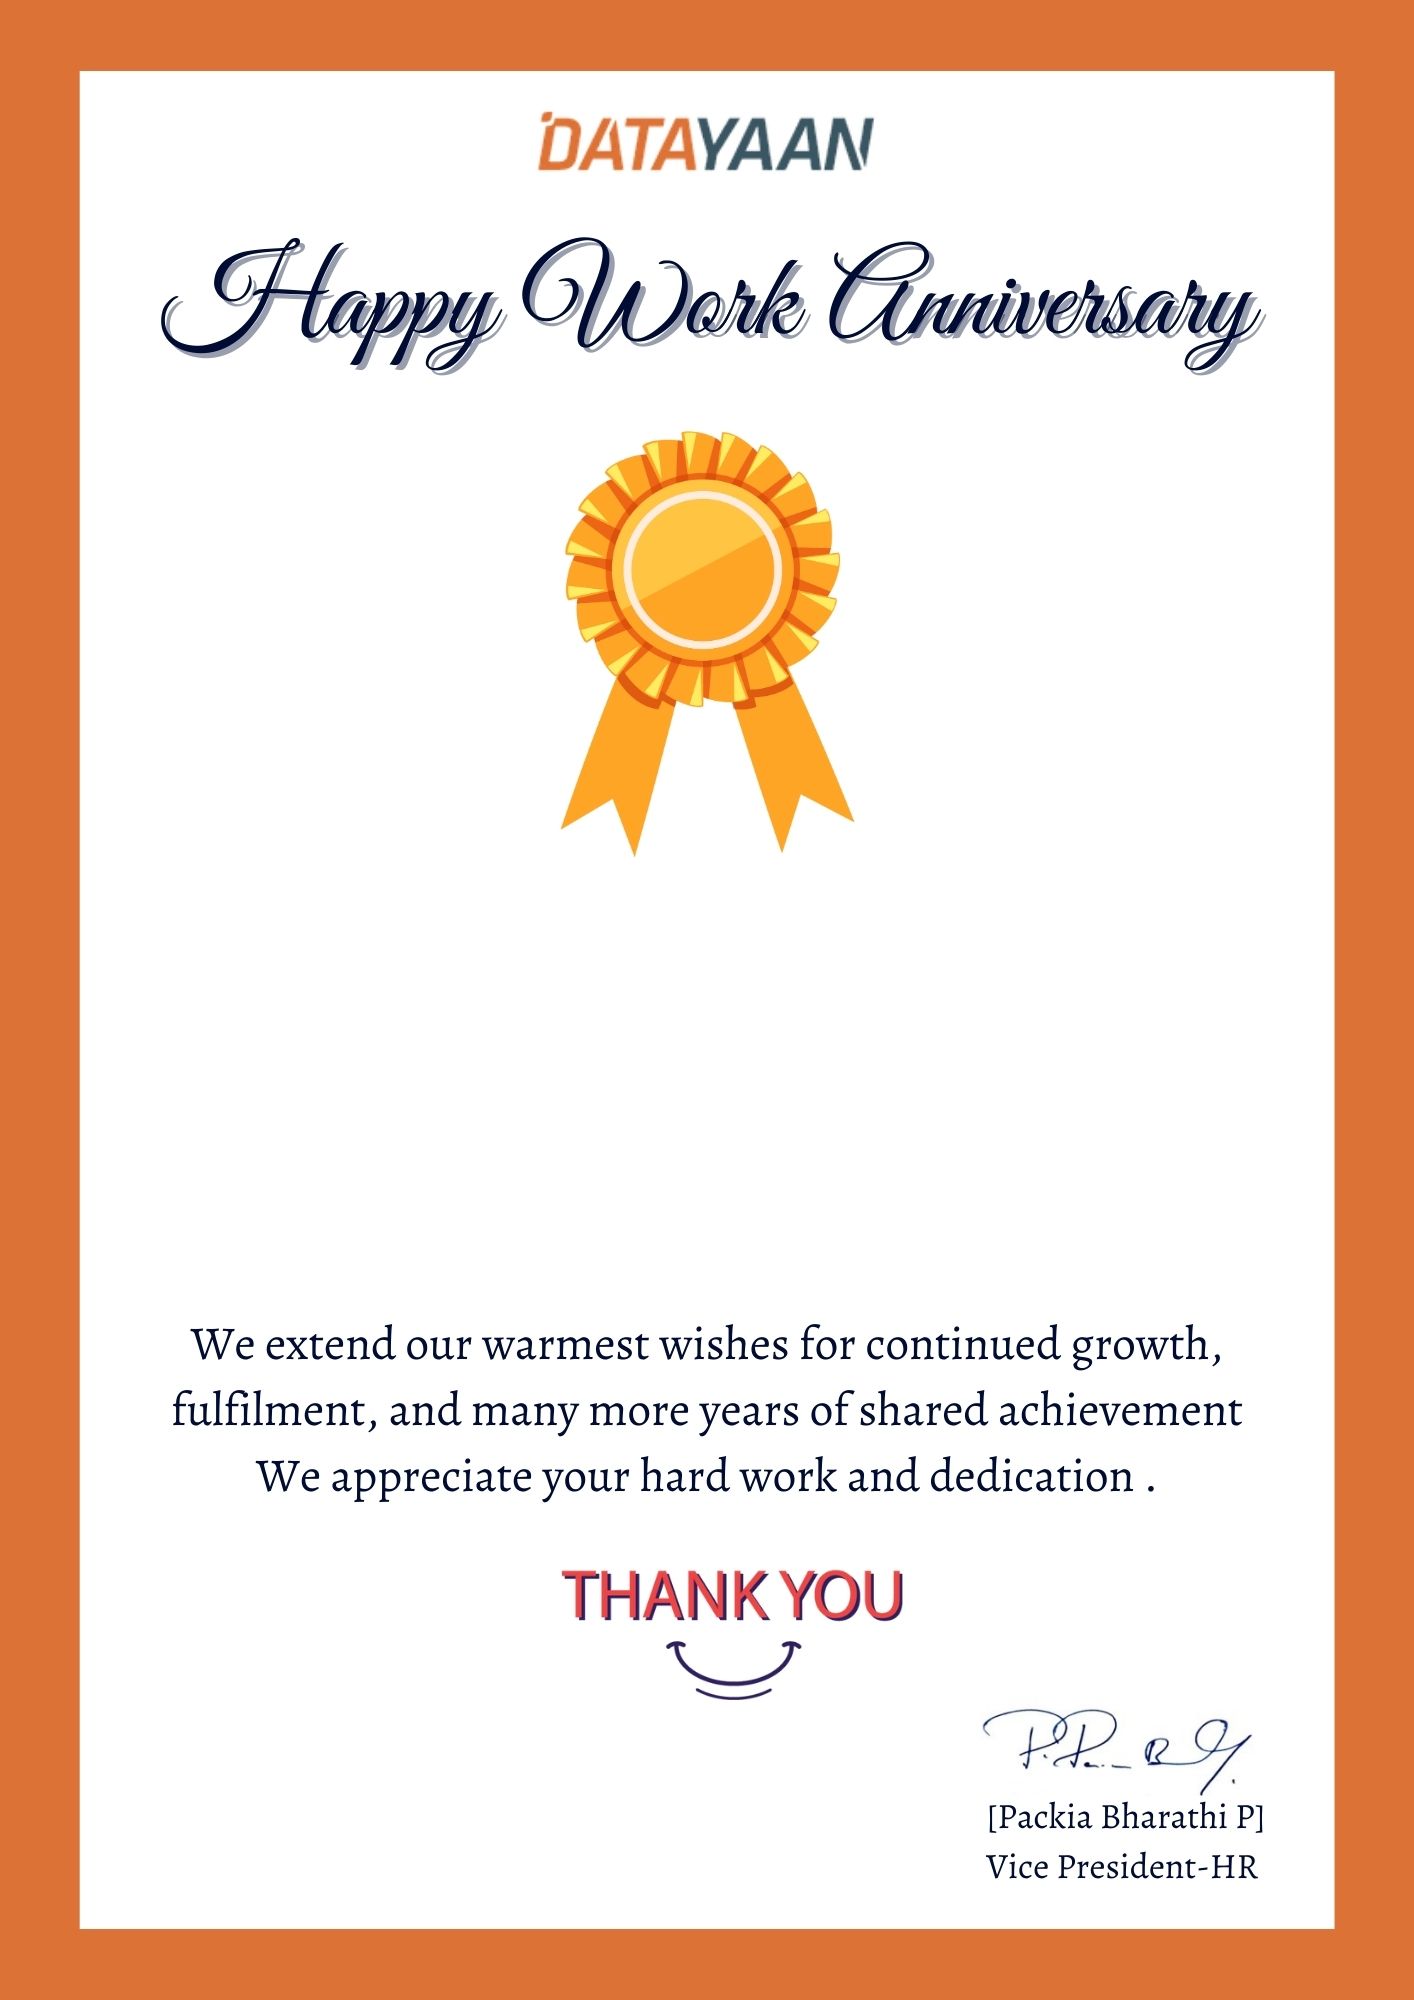 DATAYAAN
Happy Work Anniversary
We extend our warmest wishes for continued growth,
fulfilment, and many more years of shared achievement
We appreciate your hard work and dedication .
THANK YOU
[Packia Bharathi P]
Vice President-HR